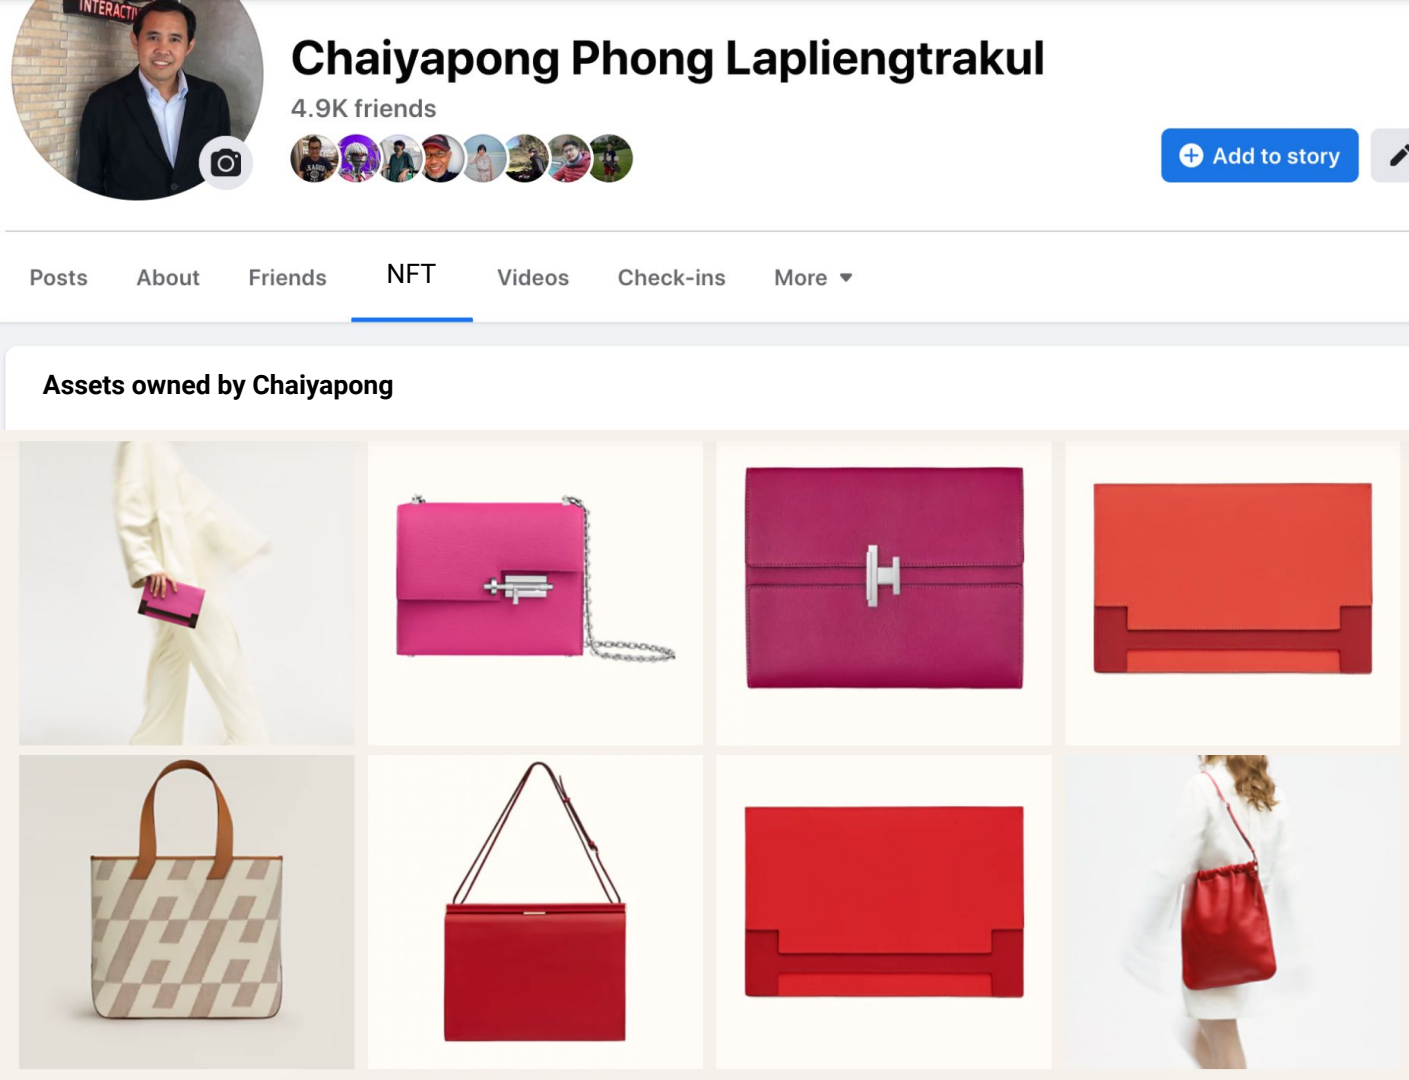 INTERACTIV
Chaiyapong Phong Lapliengtrakul
4.9K friends
Add to story
Posts
About
Friends
NFT
Videos
Check-ins
More
Assets owned by Chaiyapong